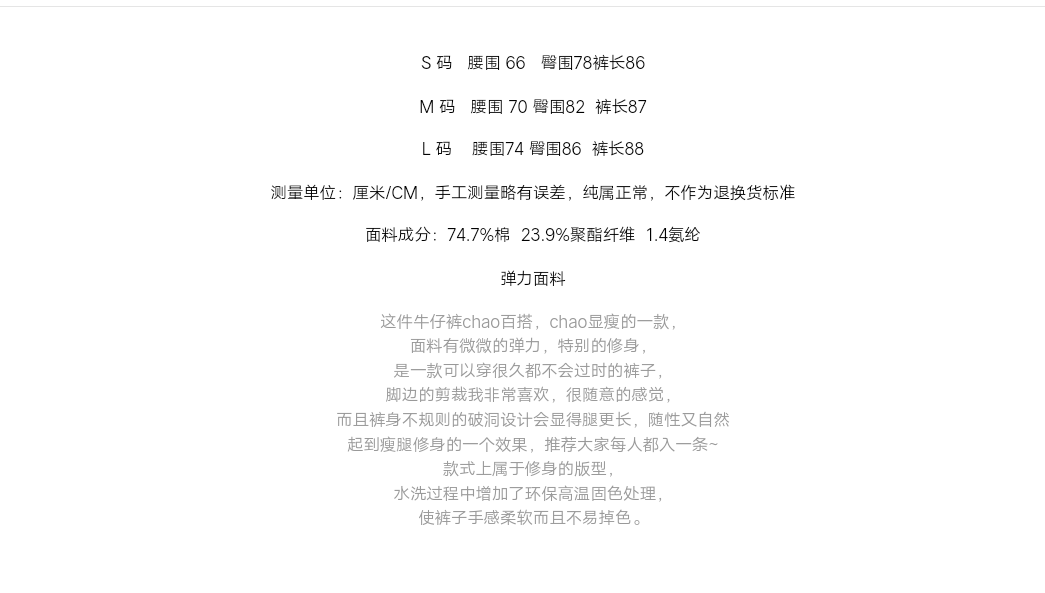 S 码   腰围 66   臀围78裤长86
M 码   腰围 70 臀围82  裤长87
L 码    腰围74 臀围86  裤长88
测量单位：厘米/CM，手工测量略有误差，纯属正常，不作为退换货标准
面料成分：74.7%棉  23.9%聚酯纤维  1.4氨纶
弹力面料
这件牛仔裤chao百搭，chao显瘦的一款，
面料有微微的弹力，特别的修身，
是一款可以穿很久都不会过时的裤子，
脚边的剪裁我非常喜欢，很随意的感觉，
而且裤身不规则的破洞设计会显得腿更长，随性又自然
起到瘦腿修身的一个效果，推荐大家每人都入一条~
款式上属于修身的版型，
水洗过程中增加了环保高温固色处理，
使裤子手感柔软而且不易掉色。